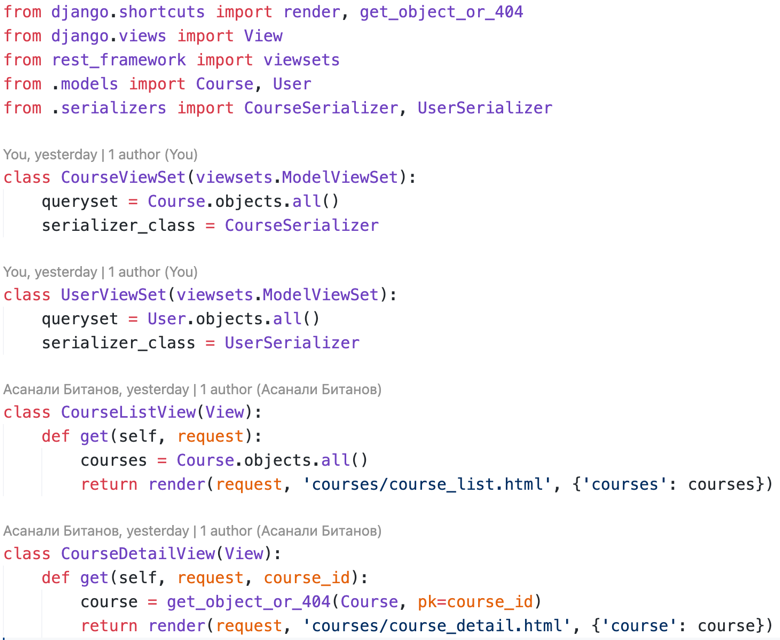 from django.shortcuts import render, get_object_or_404
from django.views import View
from rest_framework import viewsets
from .models import Course, User
from .serializers import CourseSerializer, UserSerializer
You, yesterday | 1 author (You)
class CourseViewSet(viewsets.ModelViewSet):
    queryset = Course.objects.all()
    serializer_class = CourseSerializer
You, yesterday | 1 author (You)
class UserViewSet(viewsets.ModelViewSet):
    queryset = User.objects.all()
    serializer_class = UserSerializer
Асанали Битанов, yesterday | 1 author (Асанали Битанов)
class CourseListView(View):
    def get(self, request):
        courses = Course.objects.all()
        return render(request, 'courses/course_list.html', {'courses': courses})
Асанали Битанов, yesterday | 1 author (Асанали Битанов)
class CourseDetailView(View):
    def get(self, request, course_id):
        course = get_object_or_404(Course, pk=course_id)
        return render(request, 'courses/course_detail.html', {'course': course})